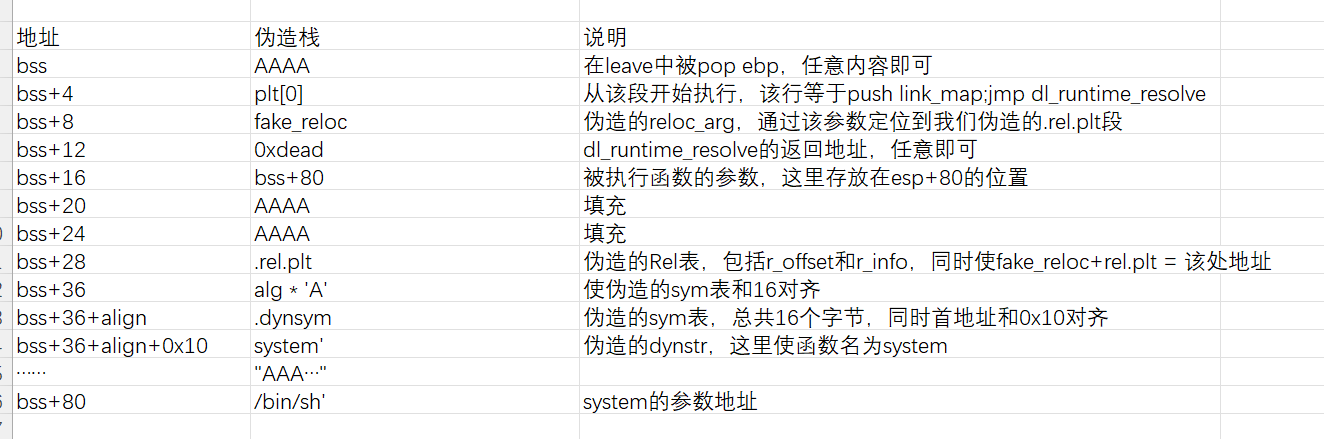 地址 伪造栈 说明
bss AAAA 在leave中被pop ebp，任意内容即可
bss+4 plt[0] 从该段开始执行，该行等于push link_map;jmp dl_runtime_resolve
bss+8 fake_reloc 伪造的reloc_arg，通过该参数定位到我们伪造的.rel.plt段
bss+12 0xdead dl_runtime_resolve的返回地址，任意即可
bss+16 bss+80 被执行函数的参数，这里存放在esp+80的位置
bss+20 AAAA 填充
bss+24 AAAA 填充
bss+28 .rel.plt 伪造的Rel表，包括r_offset和r_info，同时使fake_reloc+rel.plt = 该处地址
bss+36 alg * 'A' 使伪造的sym表和16对齐
bss+36+align .dynsym 伪造的sym表，总共16个字节，同时首地址和0x10对齐
bss+36+align+0x10 system' 伪造的dynstr，这里使函数名为system
…… "AAA…"
bss+80 /bin/sh' system的参数地址